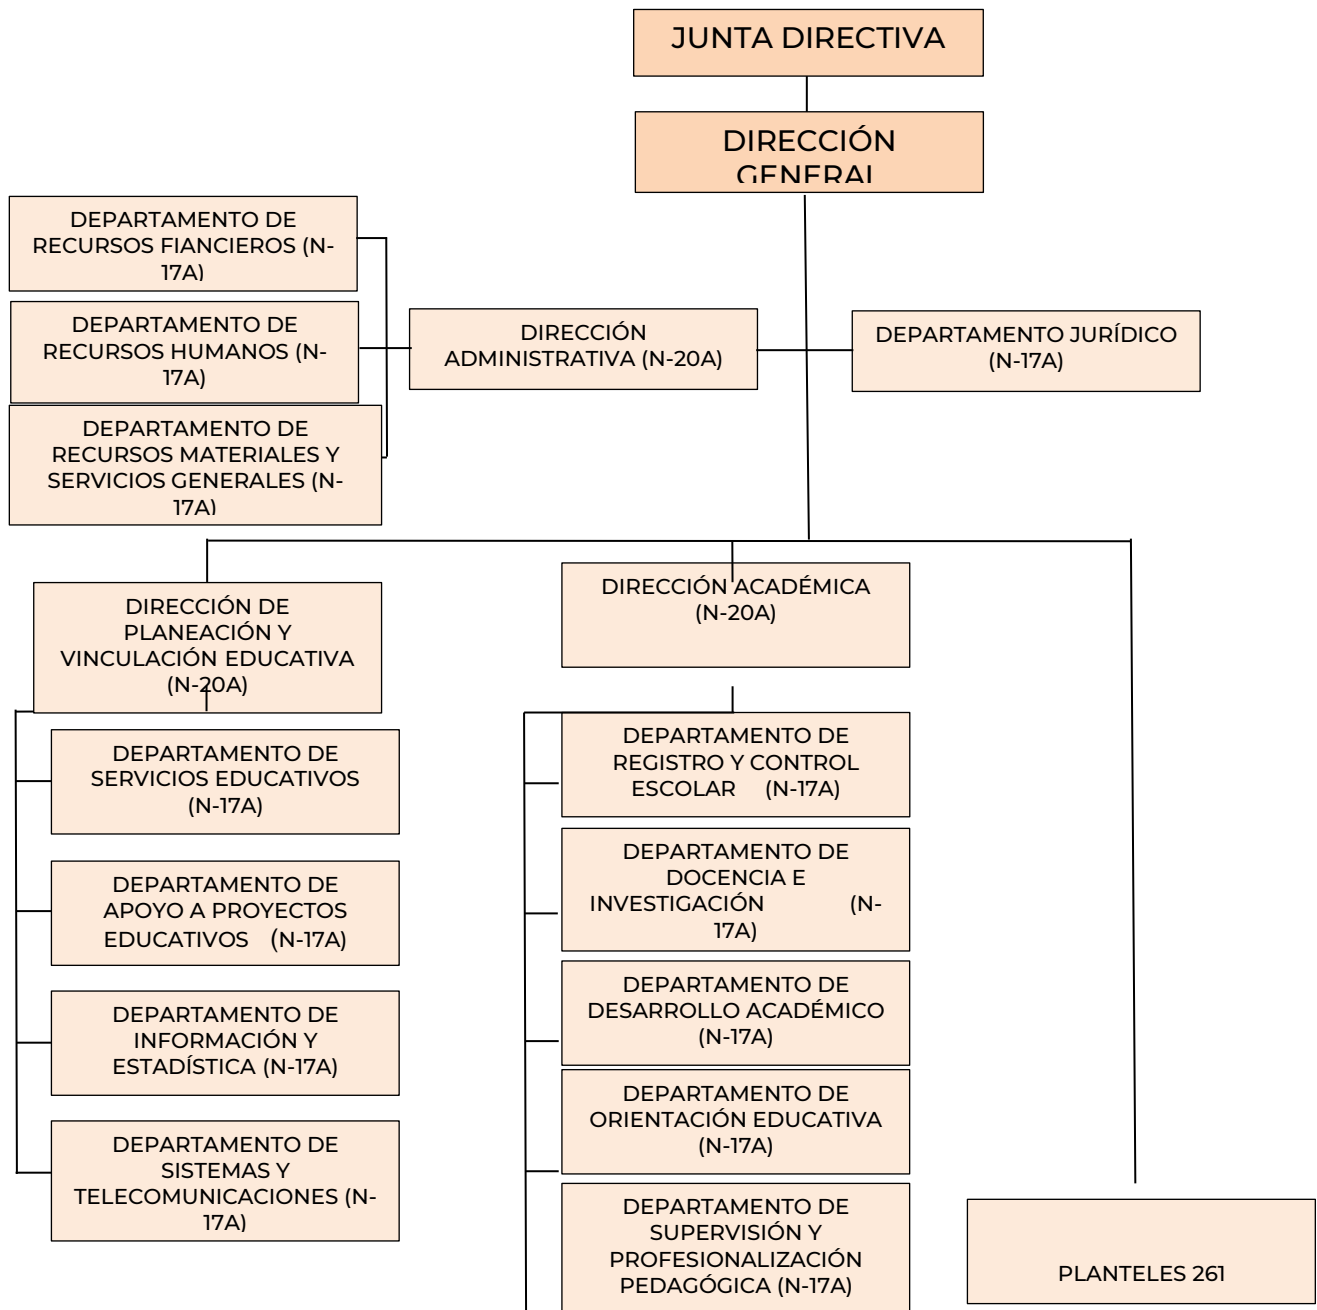 JUNTA DIRECTIVA
DIRECCIÓN
GENERAL
DEPARTAMENTO DE
RECURSOS FIANCIEROS (N-
17A)
DEPARTAMENTO DE
RECURSOS HUMANOS (N-
17A)
DEPARTAMENTO DE
RECURSOS MATERIALES Y
SERVICIOS GENERALES (N-
17A)
DIRECCIÓN
ADMINISTRATIVA (N-20A)
DEPARTAMENTO JURÍDICO
(N-17A)
DIRECCIÓN DE
PLANEACIÓN Y
VINCULACIÓN EDUCATIVA
(N-20A)
DEPARTAMENTO DE
SERVICIOS EDUCATIVOS
(N-17A)
DEPARTAMENTO DE
APOYO A PROYECTOS
EDUCATIVOS (N-17A)
DEPARTAMENTO DE
INFORMACIÓN Y
ESTADÍSTICA (N-17A)
DEPARTAMENTO DE
SISTEMAS Y
TELECOMUNICACIONES (N-
17A)
DIRECCIÓN ACADÉMICA
(N-20A)
DEPARTAMENTO DE
REGISTRO Y CONTROL
ESCOLAR (N-17A)
DEPARTAMENTO DE
DOCENCIA E
INVESTIGACIÓN (N-
17A)
DEPARTAMENTO DE
DESARROLLO ACADÉMICO
(N-17A)
DEPARTAMENTO DE
ORIENTACIÓN EDUCATIVA
(N-17A)
DEPARTAMENTO DE
SUPERVISIÓN Y
PROFESIONALIZACIÓN
PEDAGÓGICA (N-17A)
PLANTELES 261